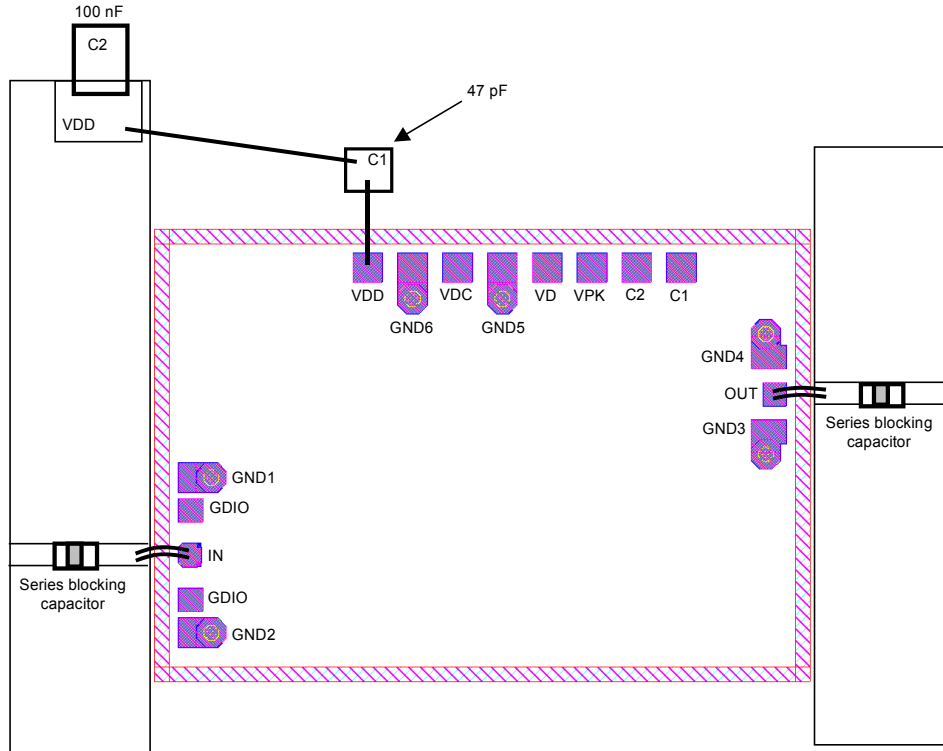 100 nF
C2
VDD
47 pF
C1
VDD
GND6
VDC
GND5
VD
VPK
C2
C1
GND4
OUT
GND3
Series blocking
capacitor
GND1
GDIO
IN
GDIO
GND2
Series blocking
capacitor